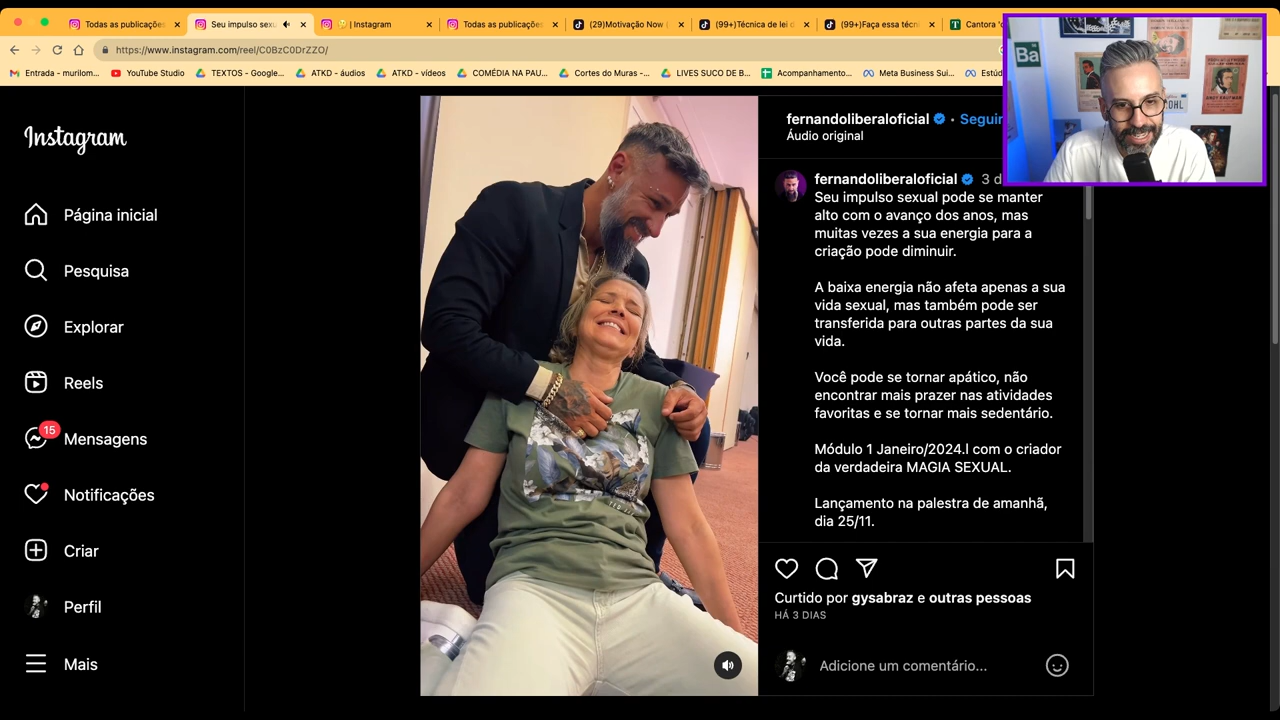 Todas as publicações
Seu impulso sexu
| Instagram
Todas as publicações
(29)Motivação Now |
(99+)Técnica de lei d
(99+)Faça essa técni
Cantora "
https://www.instagram.com/reel/C0BzC0DrZZO/
Entrada - murilom...
YouTube Studio
TEXTOS - Google...
ATKD - áudios
ATKD - vídeos
COMÉDIA NA PAU...
Cortes do Muras -...
LIVES SUCO DE B...
Acompanhamento...
Meta Business Sui...
Estúd
Ba
Instagram
Página inicial
Pesquisa
Explorar
Reels
15
Mensagens
Notificações
Criar
Perfil
Mais
fernandoliberaloficial • Seguir
Áudio original
fernandoliberaloficial 3 d
Seu impulso sexual pode se manter
alto com o avanço dos anos, mas
muitas vezes a sua energia para a
criação pode diminuir.
A baixa energia não afeta apenas a sua
vida sexual, mas também pode ser
transferida para outras partes da sua
vida.
Você pode se tornar apático, não
encontrar mais prazer nas atividades
favoritas e se tornar mais sedentário.
Módulo 1 Janeiro/2024.l com o criador
da verdadeira MAGIA SEXUAL.
Lançamento na palestra de amanhã,
dia 25/11.
Curtido por gysabraz e outras pessoas
HÁ 3 DIAS
Adicione um comentário...